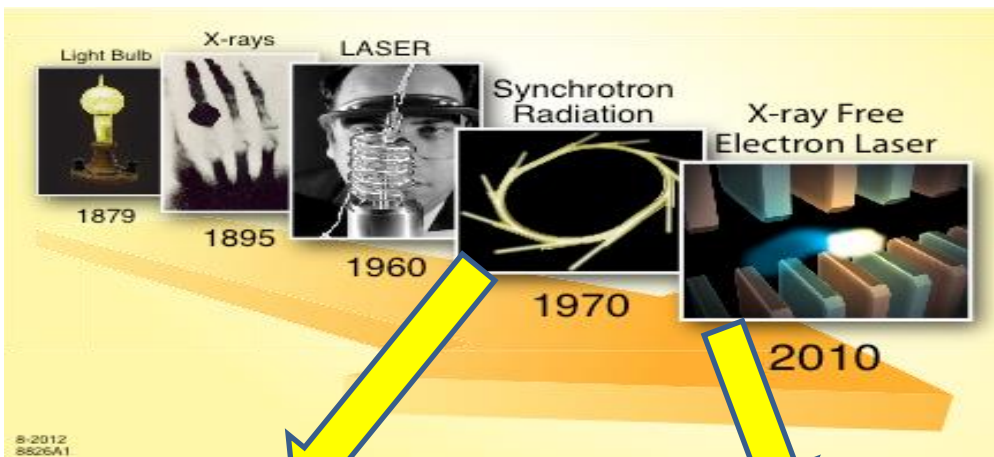 Light Bulb
1879
X-rays
1895
LASER
1960
Synchrotron
Radiation
1970
X-ray Free
Electron Laser
2010
8-2012
8826A1